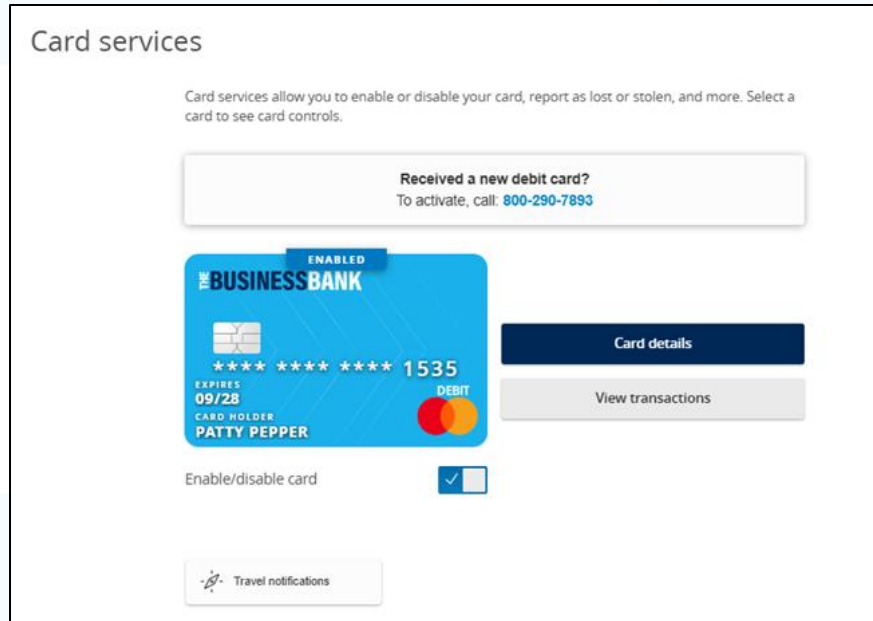 Card services
Card services allow you to enable or disable your card, report as lost or stolen, and more. Select a
card to see card controls.
Received a new debit card?
To activate, call: 800-290-7893
ENABLED
THE BUSINESSBANK
**** **** **** 1535
EXPIRES
09/28
DEBIT
CARD HOLDER
PATTY PEPPER
Card details
View transactions
Enable/disable card
Travel notifications